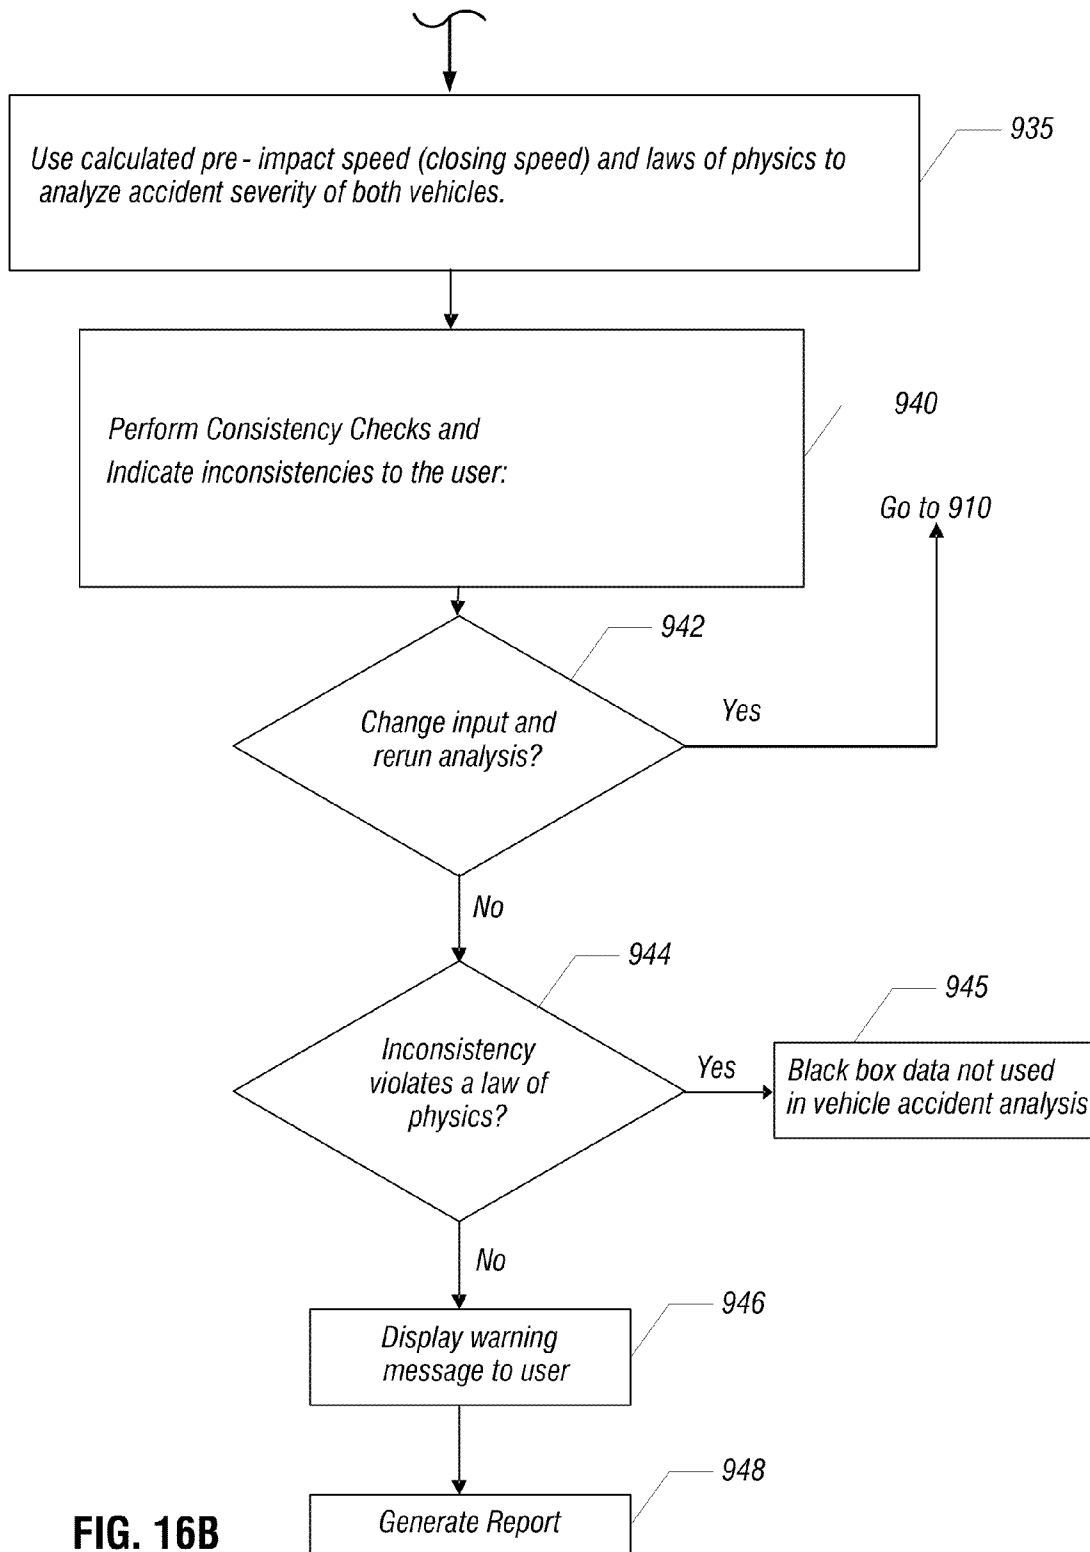 935
Use calculated pre - impact speed (closing speed) and laws of physics to
analyze accident severity of both vehicles.
940
Perform Consistency Checks and
Indicate inconsistencies to the user:
Go to 910
942
Change input and
rerun analysis?
Yes
No
944
945
Inconsistency
violates a law of
physics?
Yes
Black box data not used
in vehicle accident analysis
No
946
Display warning
message to user
948
Generate Report
FIG. 16B